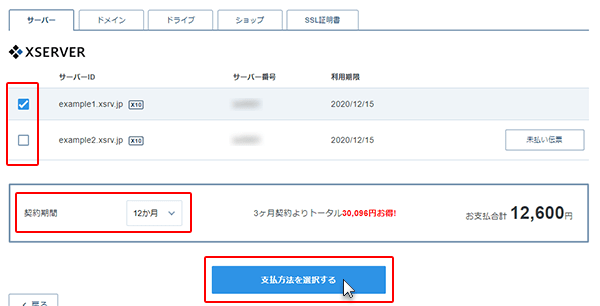 サーバー ドメイン ドライブ ショップ SSL証明書
XSERVER
サーバーID サーバー番号 利用期限
example1.xsrv.jp X10 2020/12/15
example2.xsrv.jp X10 2020/12/15 未払い伝票
契約期間 12か月 3ヶ月契約よりトータル30,096円お得! お支払合計 12,600円
支払方法を選択する
戻る